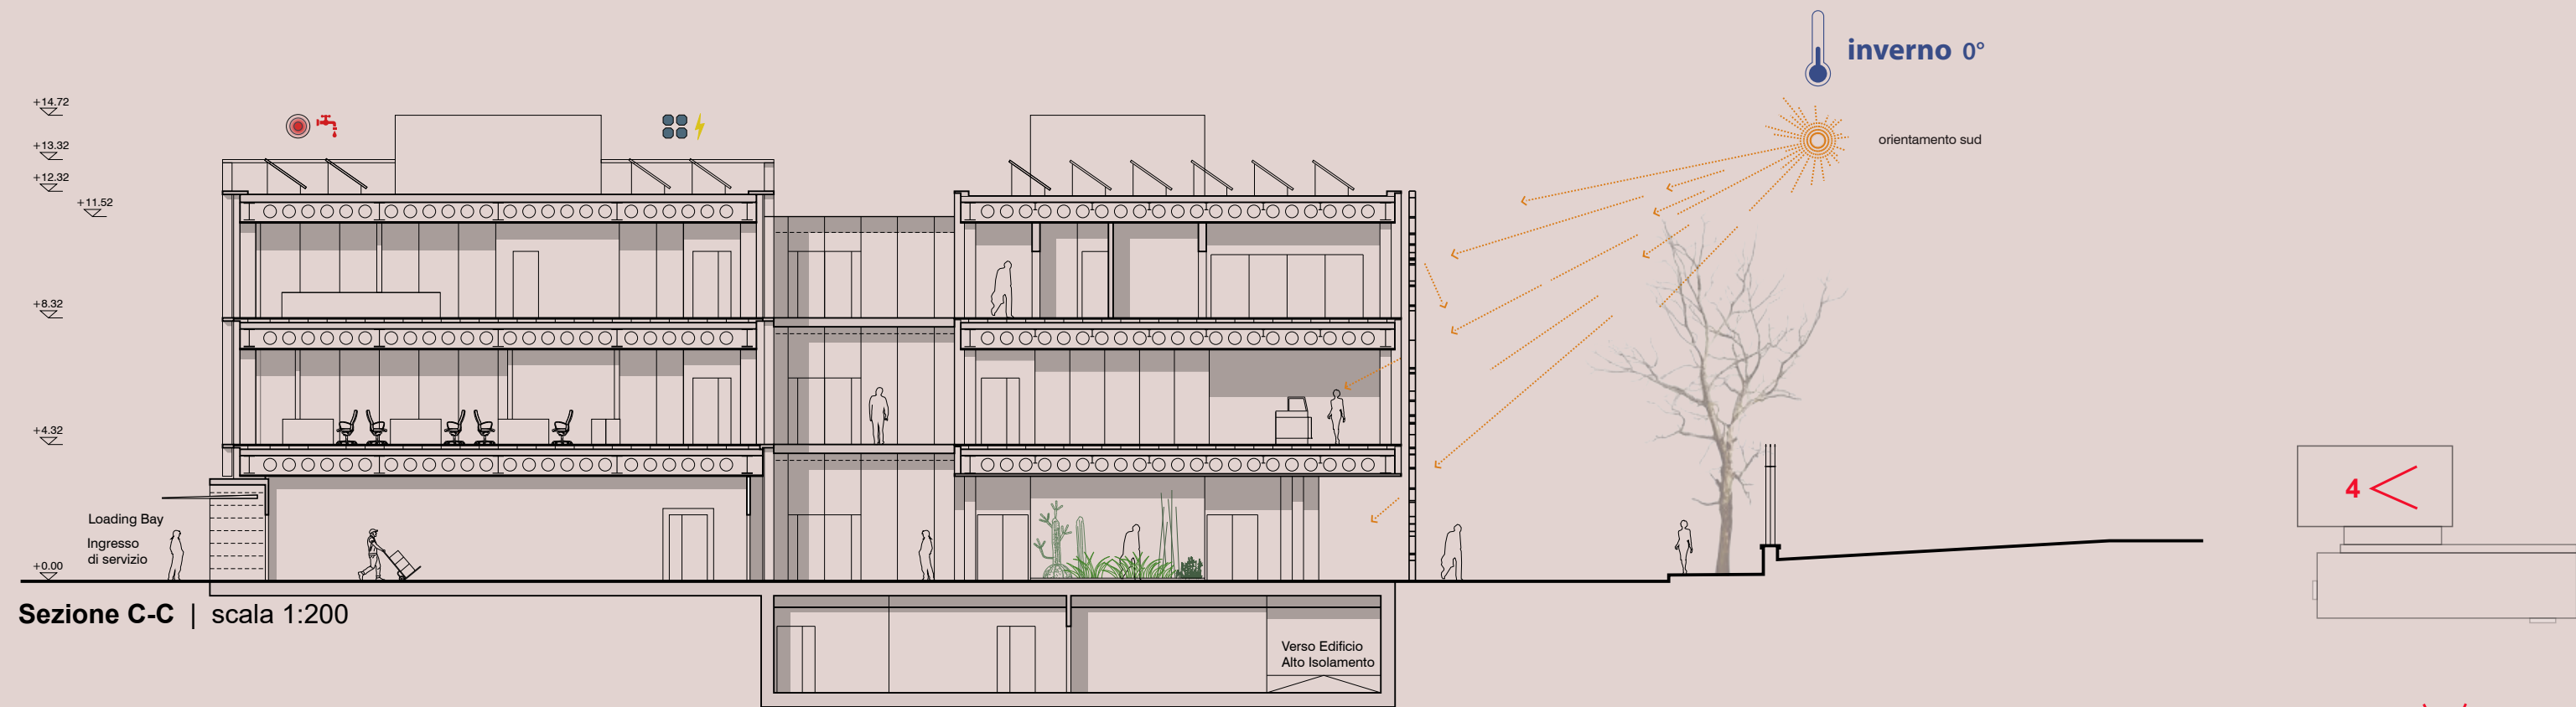 inverno 0°
orientamento sud
+14.72
+13.32
+12.32
+11.52
+8.32
+4.32
Loading Bay
Ingresso
di servizio
+0.00
Sezione C-C | scala 1:200
Verso Edificio
Alto Isolamento
4